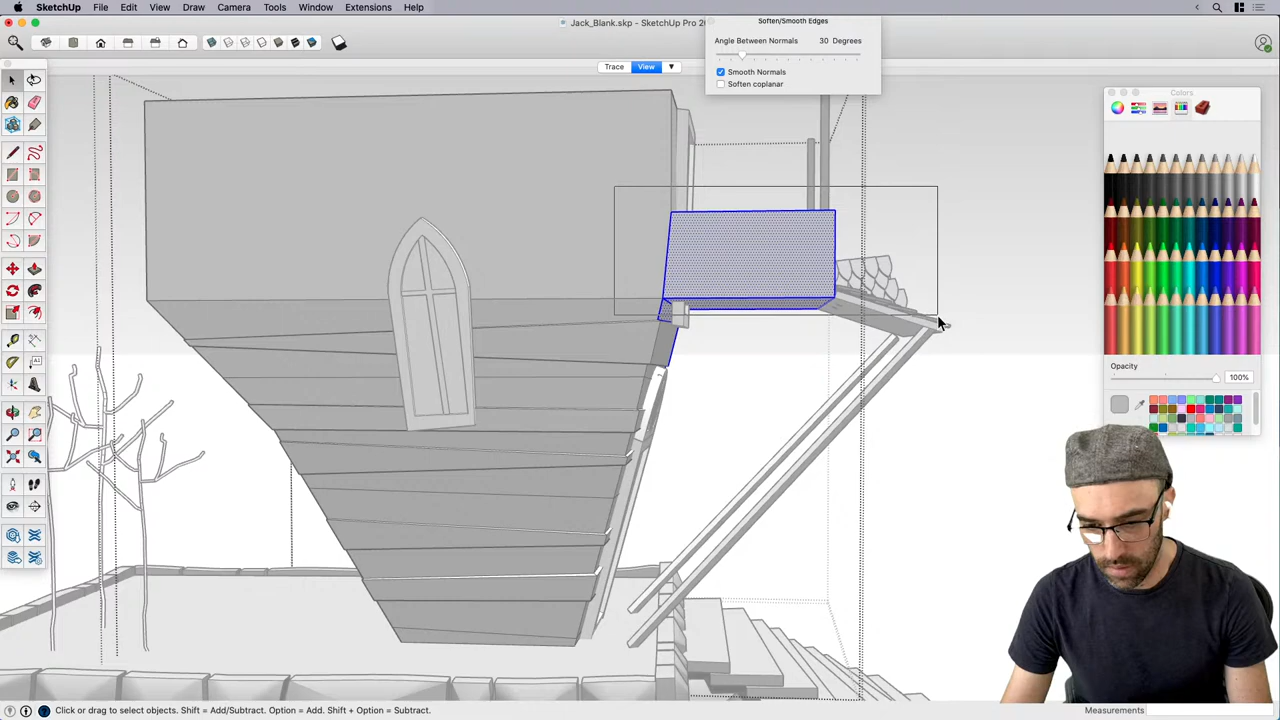 SketchUp File Edit View Draw Camera Tools Window Extensions Help
Jack_Blank.skp - SketchUp Pro 20
Soften/Smooth Edges
Angle Between Normals 30 Degrees
Smooth Normals
Soften coplanar
Trace View
Colors
Opacity
100%
Click or drag to select objects. Shift = Add/Subtract. Option = Add. Shift + Option = Subtract.
Measurements